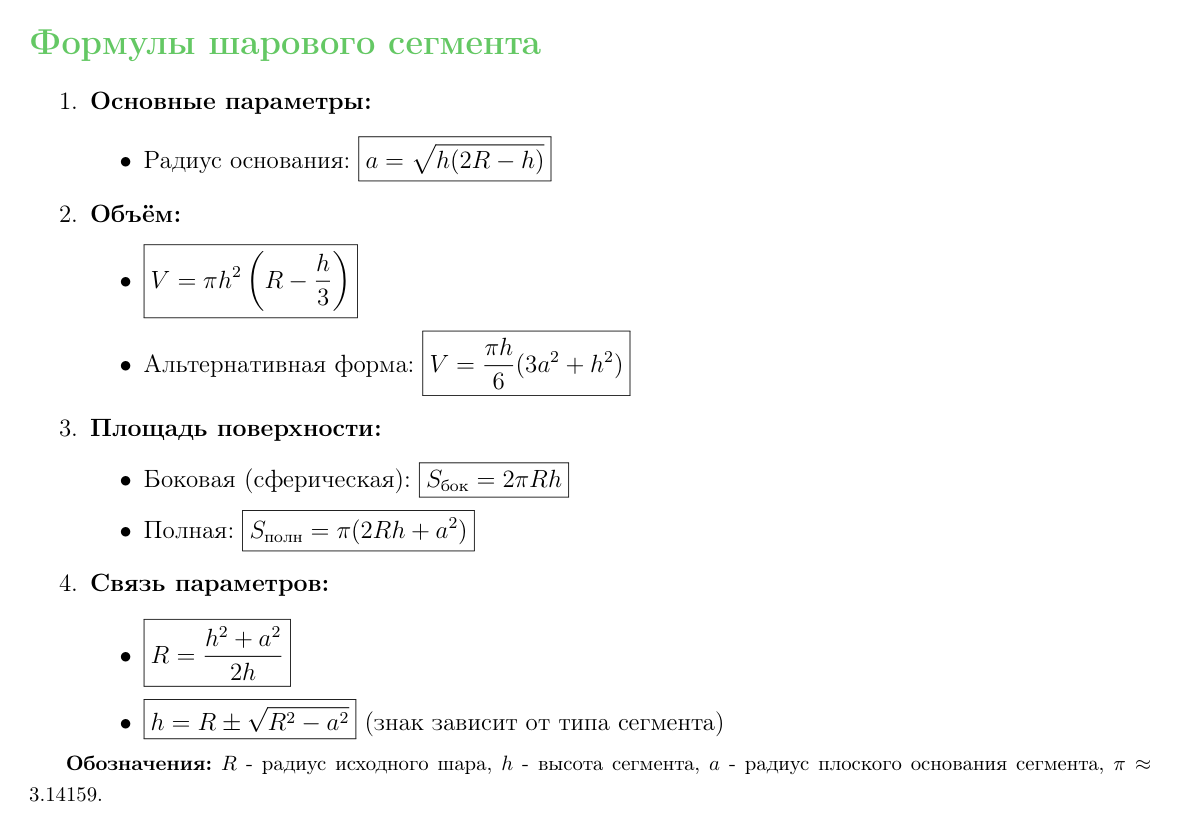 Формулы шарового сегмента
1. Основные параметры:
• Радиус основания: $a = \sqrt{h(2R - h)}$
2. Объём:
• $V = \pi h^2 \left( R - \frac{h}{3} \right)$
• Альтернативная форма: $V = \frac{\pi h}{6}(3a^2 + h^2)$
3. Площадь поверхности:
• Боковая (сферическая): $S_{\text{бок}} = 2\pi Rh$
• Полная: $S_{\text{полн}} = \pi(2Rh + a^2)$
4. Связь параметров:
• $R = \frac{h^2 + a^2}{2h}$
• $h = R \pm \sqrt{R^2 - a^2}$ (знак зависит от типа сегмента)
Обозначения: $R$ - радиус исходного шара, $h$ - высота сегмента, $a$ - радиус плоского основания сегмента, $\pi \approx$
3.14159.